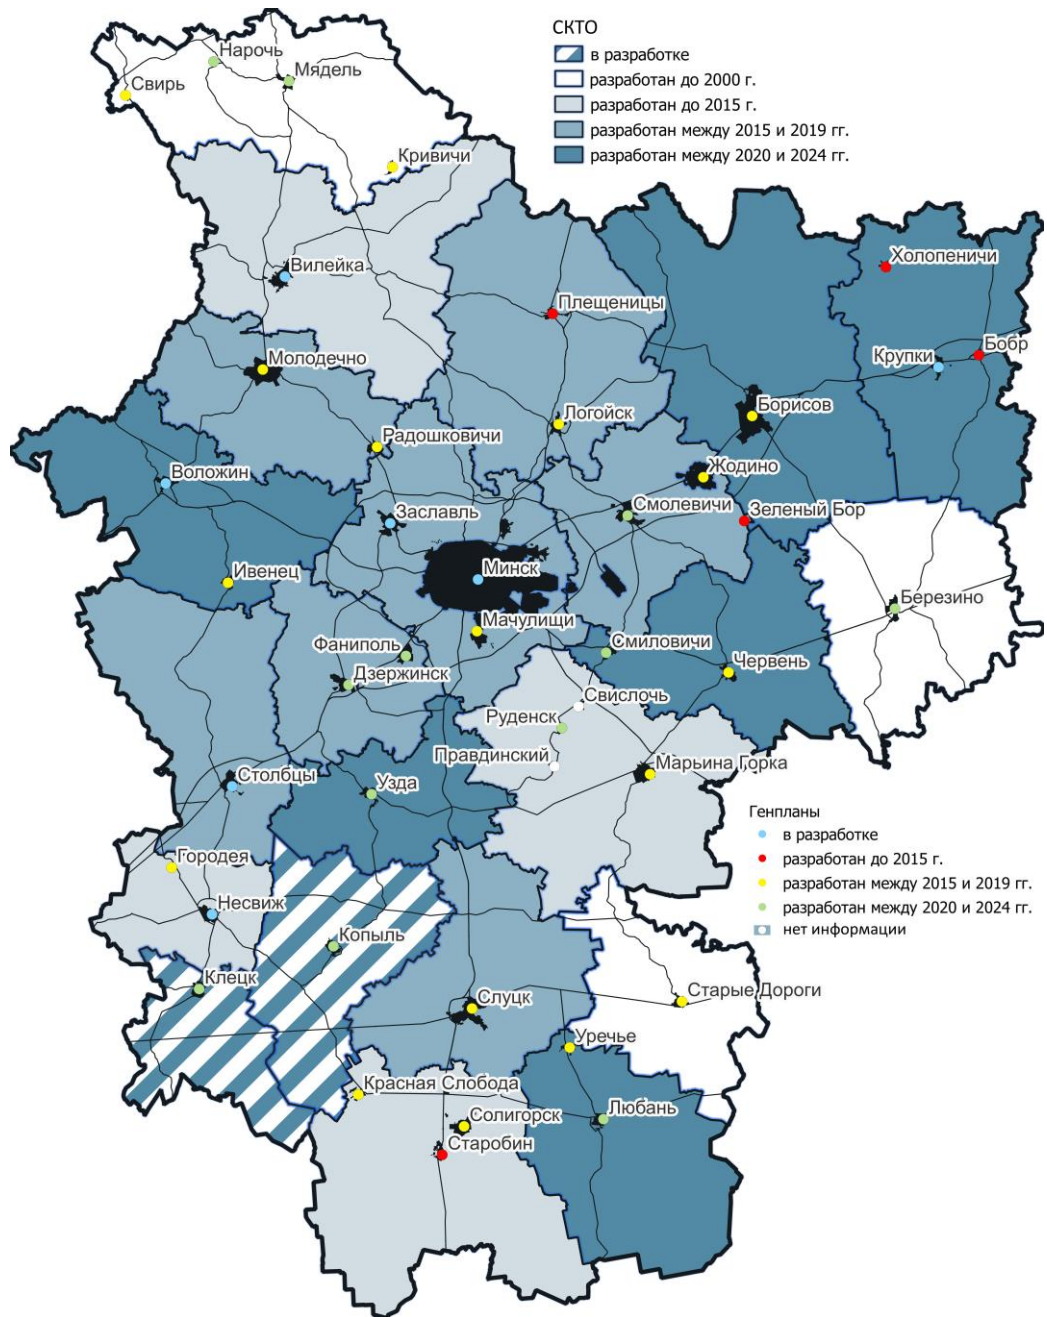 СКТО
в разработке
разработан до 2000 г.
разработан до 2015 г.
разработан между 2015 и 2019 гг.
разработан между 2020 и 2024 гг.
Нарочь
Мядель
Свирь
Кривичи
Вилейка
Холопеничи
Плещеницы
Бобр
Крупки
Молодечно
Борисов
Логойск
Радошковичи
Жодино
Воложин
Смолевичи
Зеленый Бор
Заславль
Минск
Ивенец
Березино
Мачулищи
Фаниполь
Смиловичи
Червень
Дзержинск
Свислочь
Руденск
Правдинский
Марьина Горка
Столбцы
Узда
Генпланы
в разработке
разработан до 2015 г.
разработан между 2015 и 2019 гг.
разработан между 2020 и 2024 гг.
нет информации
Городея
Несвиж
Копыль
Клецк
Старые Дороги
Слуцк
Уречье
Красная Слобода
Любань
Солигорск
Старобин